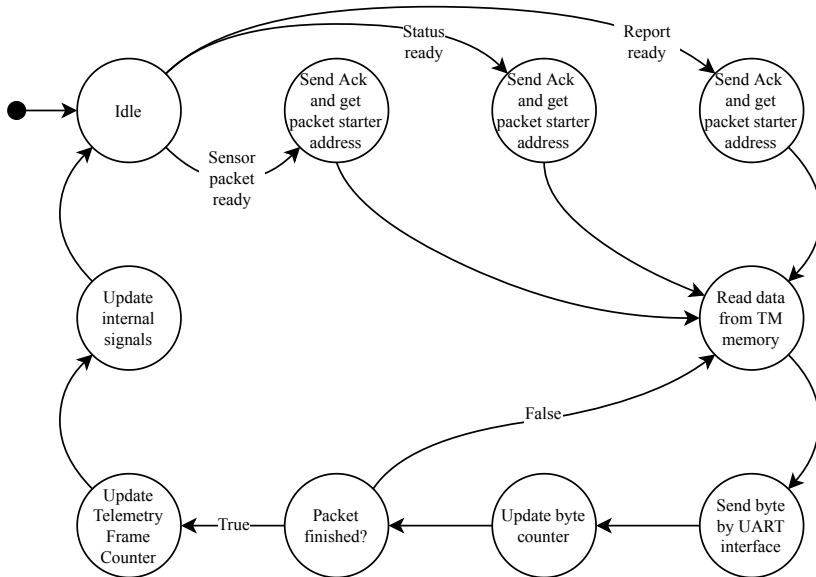 Status
ready
Report
ready
Idle
Send Ack
and get
packet starter
address
Send Ack
and get
packet starter
address
Send Ack
and get
packet starter
address
Sensor
packet
ready
Update
internal
signals
Read data
from TM
memory
False
Update
Telemetry
Frame
Counter
True
Packet
finished?
Update byte
counter
Send byte
by UART
interface